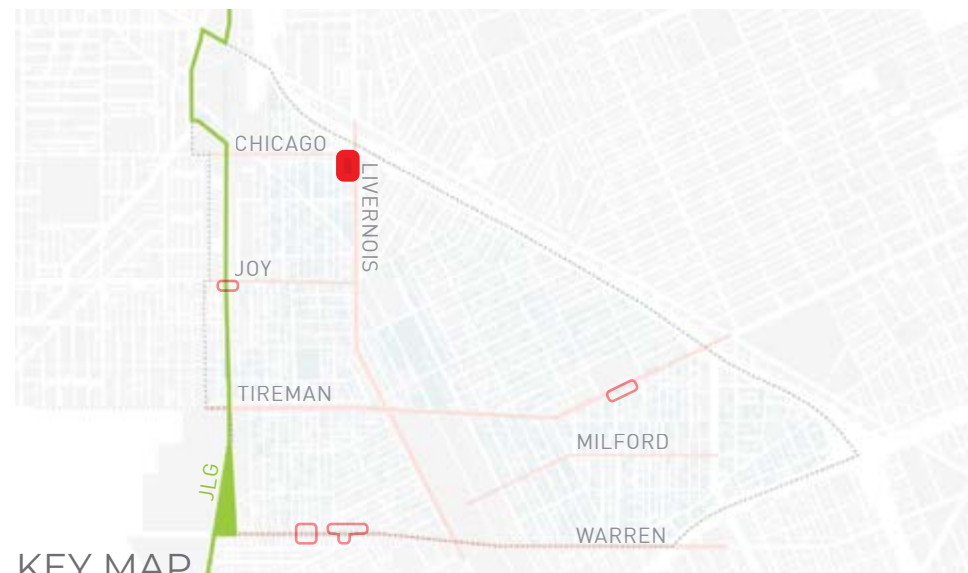 CHICAGO
LIVERNOIS
JOY
TIREMAN
MILFORD
JLG
WARREN
KEY MAP